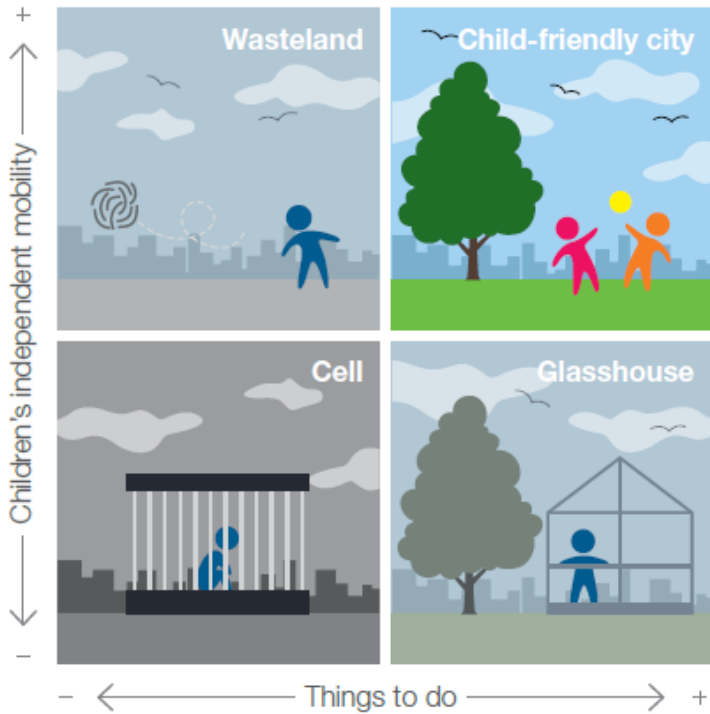 +
Wasteland
Child-friendly city
Children's independent mobility
Cell
Glasshouse
−
− Things to do +